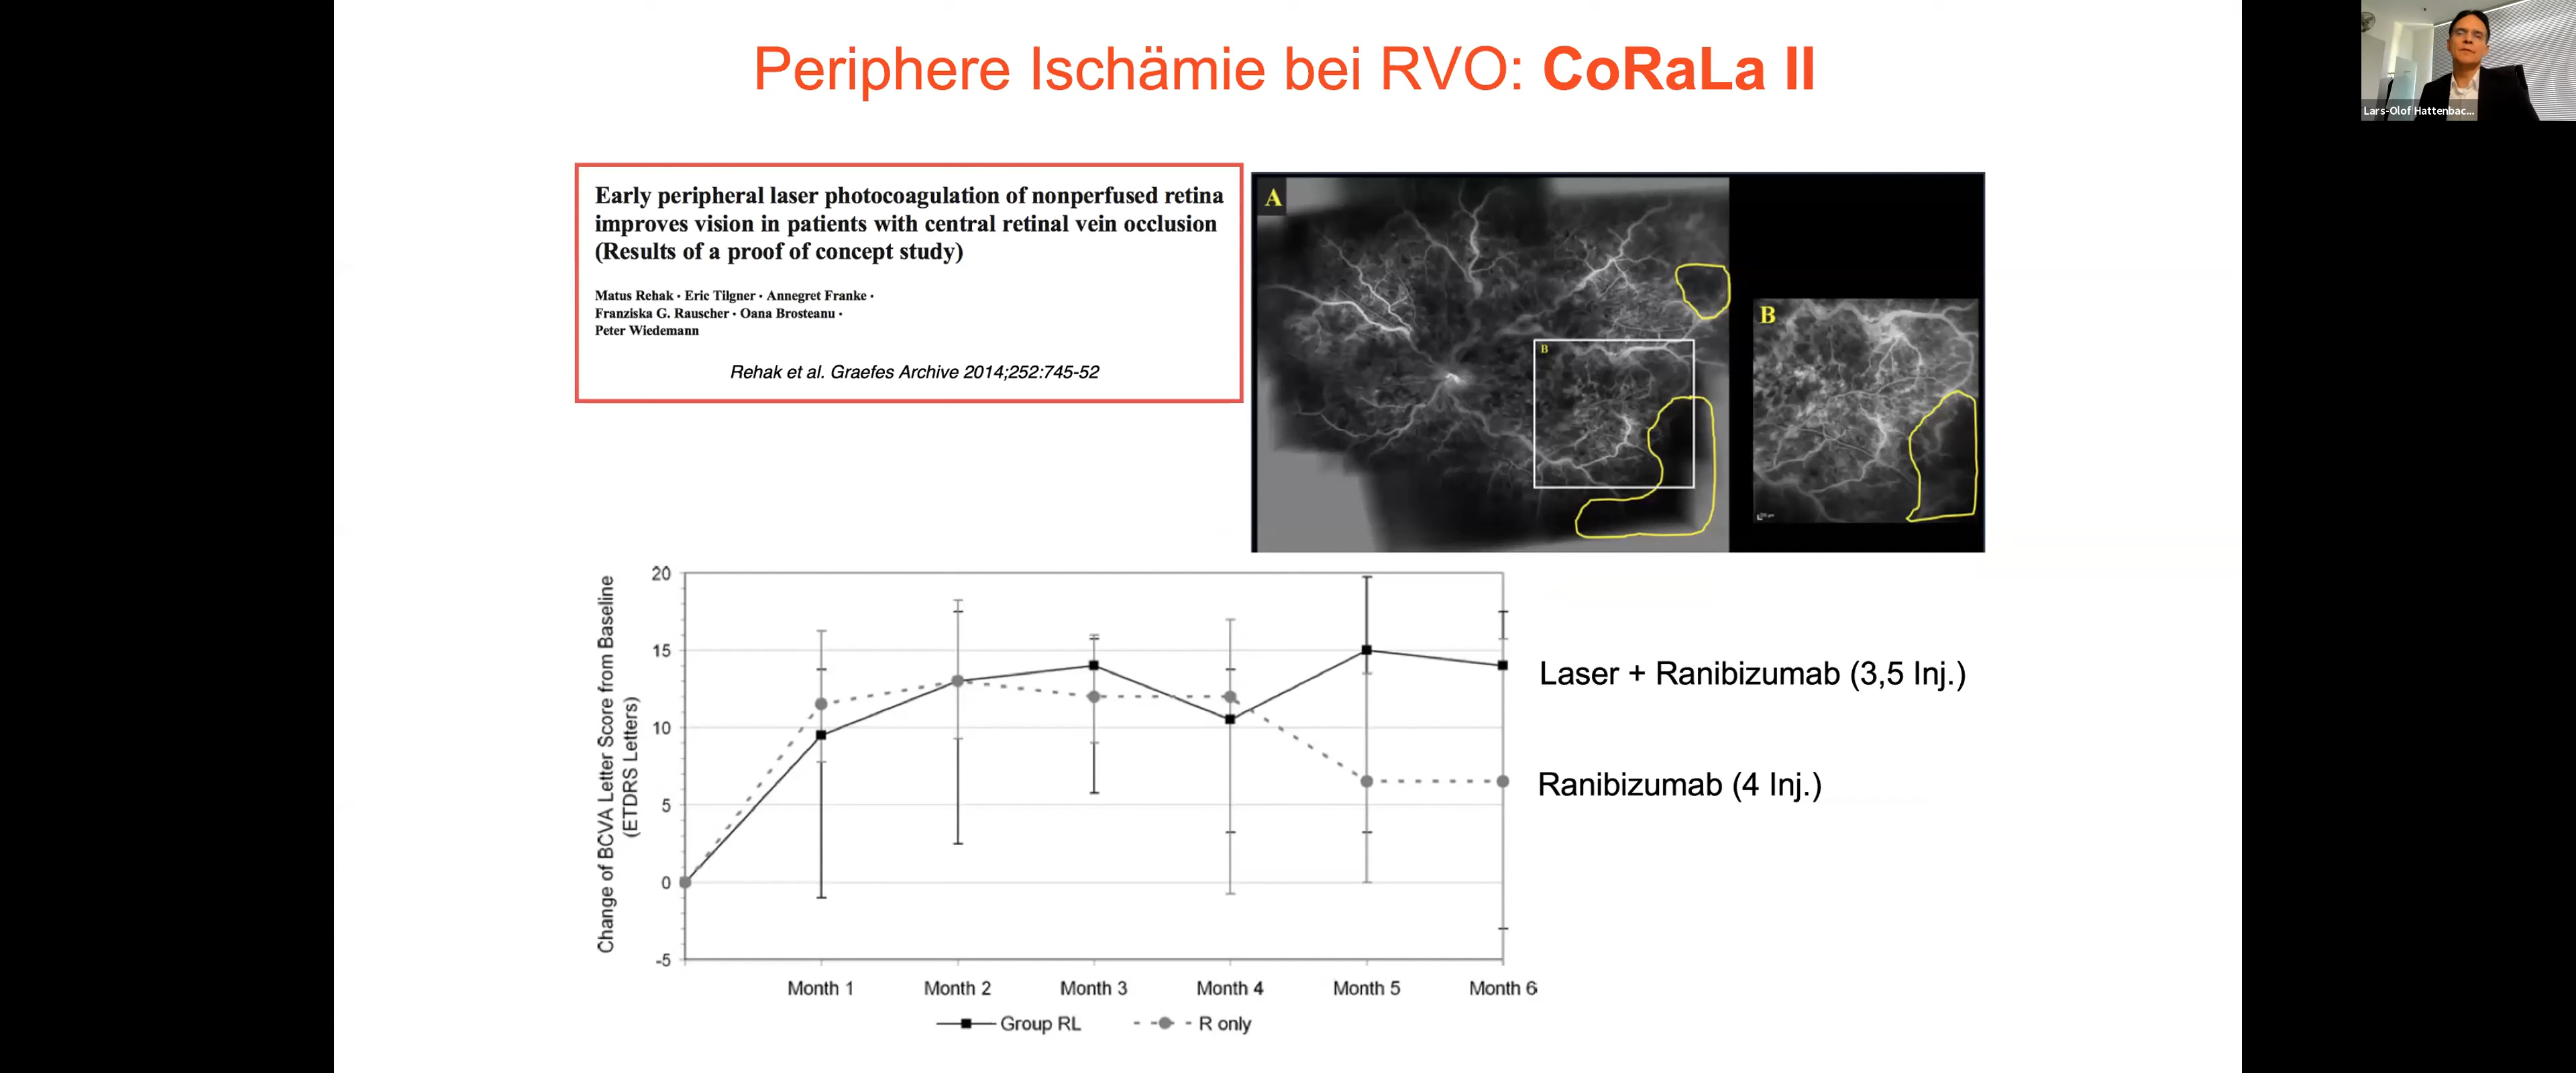 Periphere Ischämie bei RVO: CoRaLa II
Lars-Olof Hattenbac...
Early peripheral laser photocoagulation of nonperfused retina
improves vision in patients with central retinal vein occlusion
(Results of a proof of concept study)
Matus Rehak · Eric Tilgner · Annegret Franke ·
Franziska G. Rauscher · Oana Brosteanu ·
Peter Wiedemann
Rehak et al. Graefes Archive 2014;252:745-52
A
B
B
Change of BCVA Letter Score from Baseline
(ETDRS Letters)
20
15
10
5
0
-5
Month 1 Month 2 Month 3 Month 4 Month 5 Month 6
Group RL R only
Laser + Ranibizumab (3,5 Inj.)
Ranibizumab (4 Inj.)